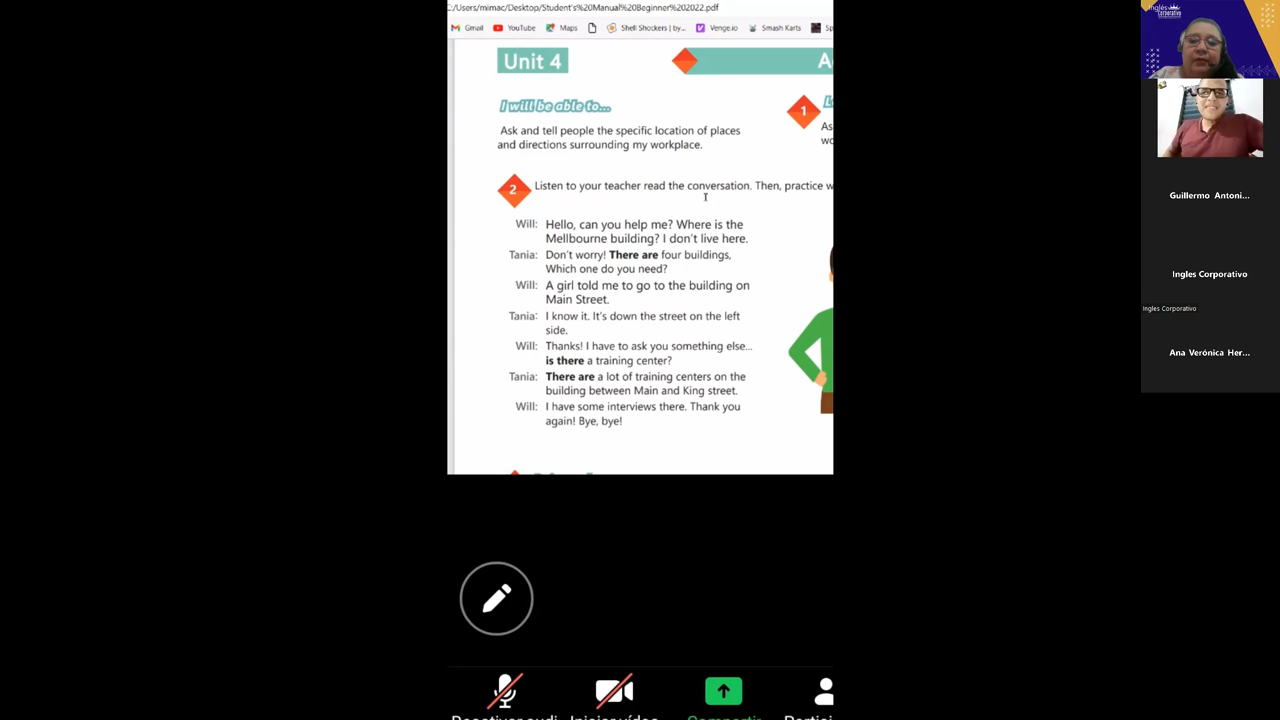 :/Users/mimac/Desktop/Student's%20Manual%20Beginner%202022.pdf
Gmail YouTube Maps Shell Shockers | by... Venge.io Smash Karts
Unit 4
I will be able to...
Ask and tell people the specific location of places
and directions surrounding my workplace.
1
2 Listen to your teacher read the conversation. Then, practice w
Will: Hello, can you help me? Where is the
Mellbourne building? I don't live here.
Tania: Don't worry! There are four buildings,
Which one do you need?
Will: A girl told me to go to the building on
Main Street.
Tania: I know it. It's down the street on the left
side.
Will: Thanks! I have to ask you something else...
is there a training center?
Tania: There are a lot of training centers on the
building between Main and King street.
Will: I have some interviews there. Thank you
again! Bye, bye!
Inglés
Corporativo
Guillermo Antoni...
Ingles Corporativo
Ingles Corporativo
Ana Verónica Her...